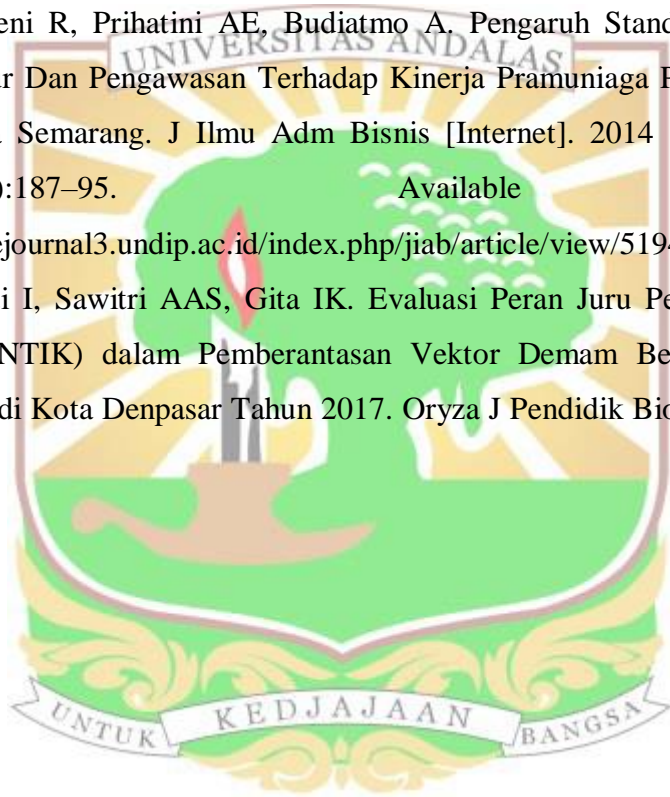 eni R, Prihatini AE, Budiatmo A. Pengaruh Stand
UNIVERSITAS ANDALAS
r Dan Pengawasan Terhadap Kinerja Pramuniaga P
Semarang. J Ilmu Adm Bisnis [Internet]. 2014
):187–95. Available
ejournal3.undip.ac.id/index.php/jiab/article/view/5194
i I, Sawitri AAS, Gita IK. Evaluasi Peran Juru Pe
NTIK) dalam Pemberantasan Vektor Demam Be
di Kota Denpasar Tahun 2017. Oryza J Pendidik Bio
UNTUK KEDJAJAAN BANGSA